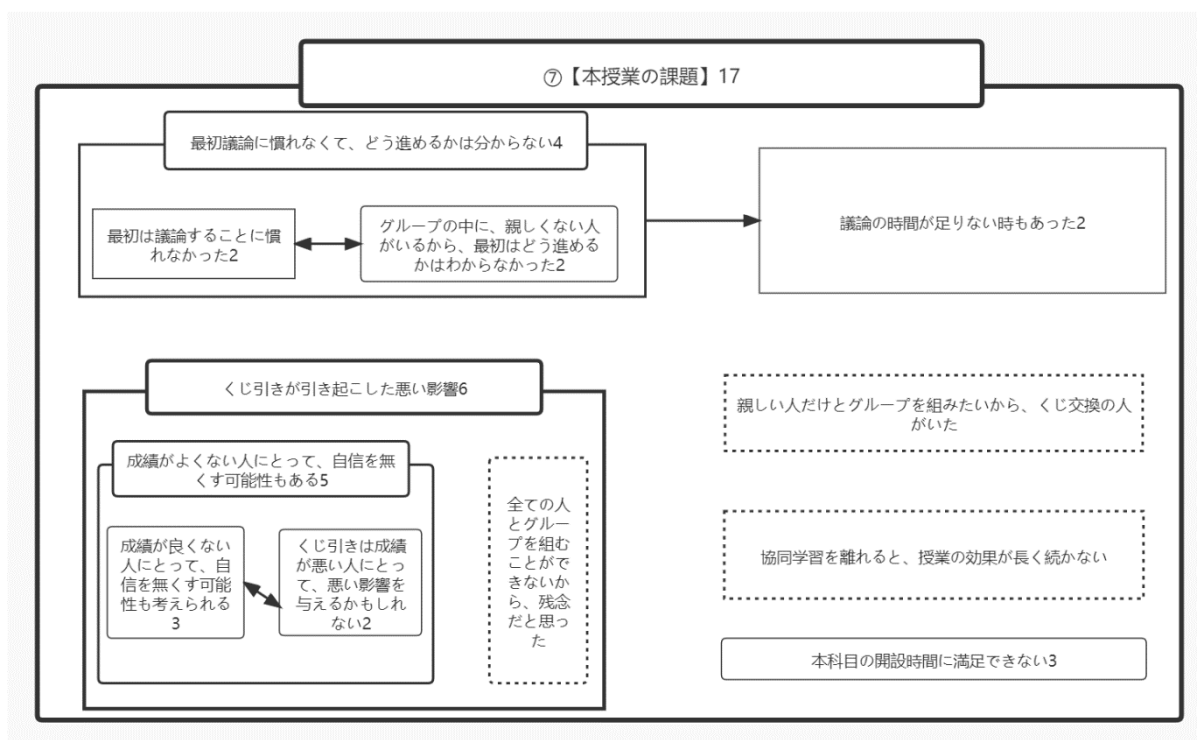 ⑦【本授業の課題】17
最初議論に慣れなくて、どう進めるかは分からない4
最初は議論することに慣
れなかった2
グループの中に、親しくない人
がいるから、最初はどう進める
かはわからなかった2
議論の時間が足りない時もあった2
くじ引きが引き起こした悪い影響6
成績がよくない人にとって、自信を無
くす可能性もある5
成績が良くない
人にとって、自
信を無くす可能
性も考えられる
3
くじ引きは成績
が悪い人にとっ
て、悪い影響を
与えるかもしれ
ない2
全ての人
とグルー
プを組む
ことがで
きないか
ら、残念
だと思っ
た
親しい人だけとグループを組みたいから、くじ交換の人
がいた
協同学習を離れると、授業の効果が長く続かない
本科目の開設時間に満足できない3